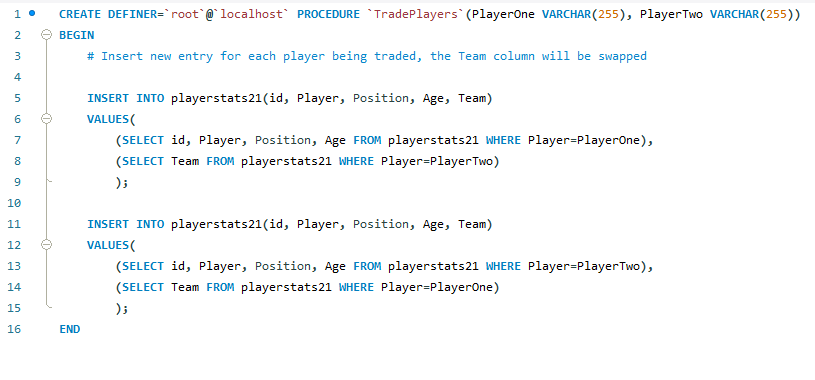 1 CREATE DEFINER=`root`@`localhost` PROCEDURE `TradePlayers`(PlayerOne VARCHAR(255), PlayerTwo VARCHAR(255))
2 BEGIN
3 # Insert new entry for each player being traded, the Team column will be swapped
4
5 INSERT INTO playerstats21(id, Player, Position, Age, Team)
6 VALUES(
7 (SELECT id, Player, Position, Age FROM playerstats21 WHERE Player=PlayerOne),
8 (SELECT Team FROM playerstats21 WHERE Player=PlayerTwo)
9 );
10
11 INSERT INTO playerstats21(id, Player, Position, Age, Team)
12 VALUES(
13 (SELECT id, Player, Position, Age FROM playerstats21 WHERE Player=PlayerTwo),
14 (SELECT Team FROM playerstats21 WHERE Player=PlayerOne)
15 );
16 END